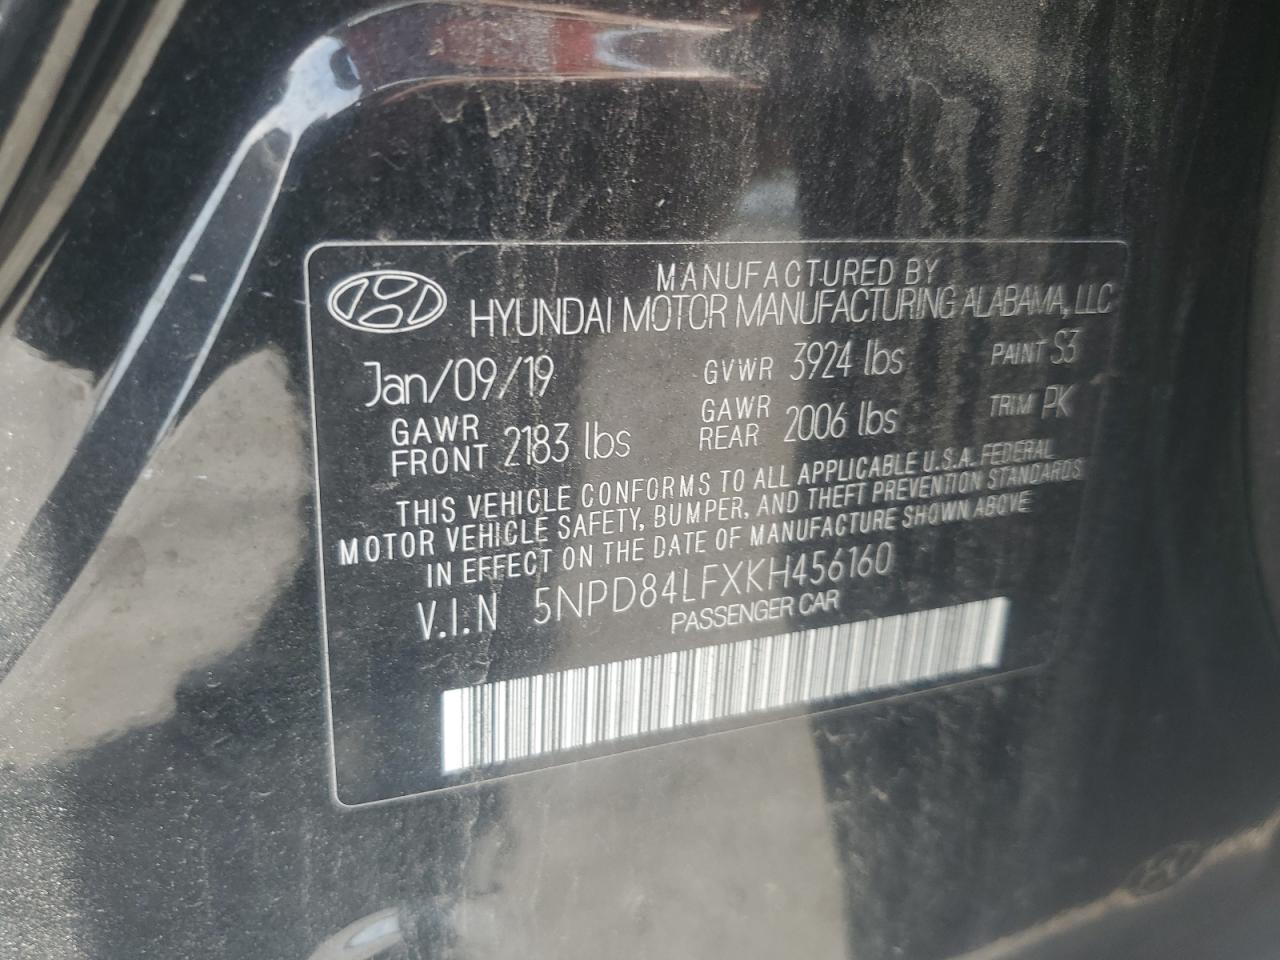 MANUFACTURED BY
HYUNDAI MOTOR MANUFACTURING ALABAMA, LLC
Jan/09/19 GVWR 3924 lbs PAINT S3
GAWR FRONT 2183 lbs GAWR REAR 2006 lbs TRIM PK
THIS VEHICLE CONFORMS TO ALL APPLICABLE U.S.A. FEDERAL
MOTOR VEHICLE SAFETY, BUMPER, AND THEFT PREVENTION STANDARDS
IN EFFECT ON THE DATE OF MANUFACTURE SHOWN ABOVE
V.I.N 5NPD84LFXKH456160
PASSENGER CAR